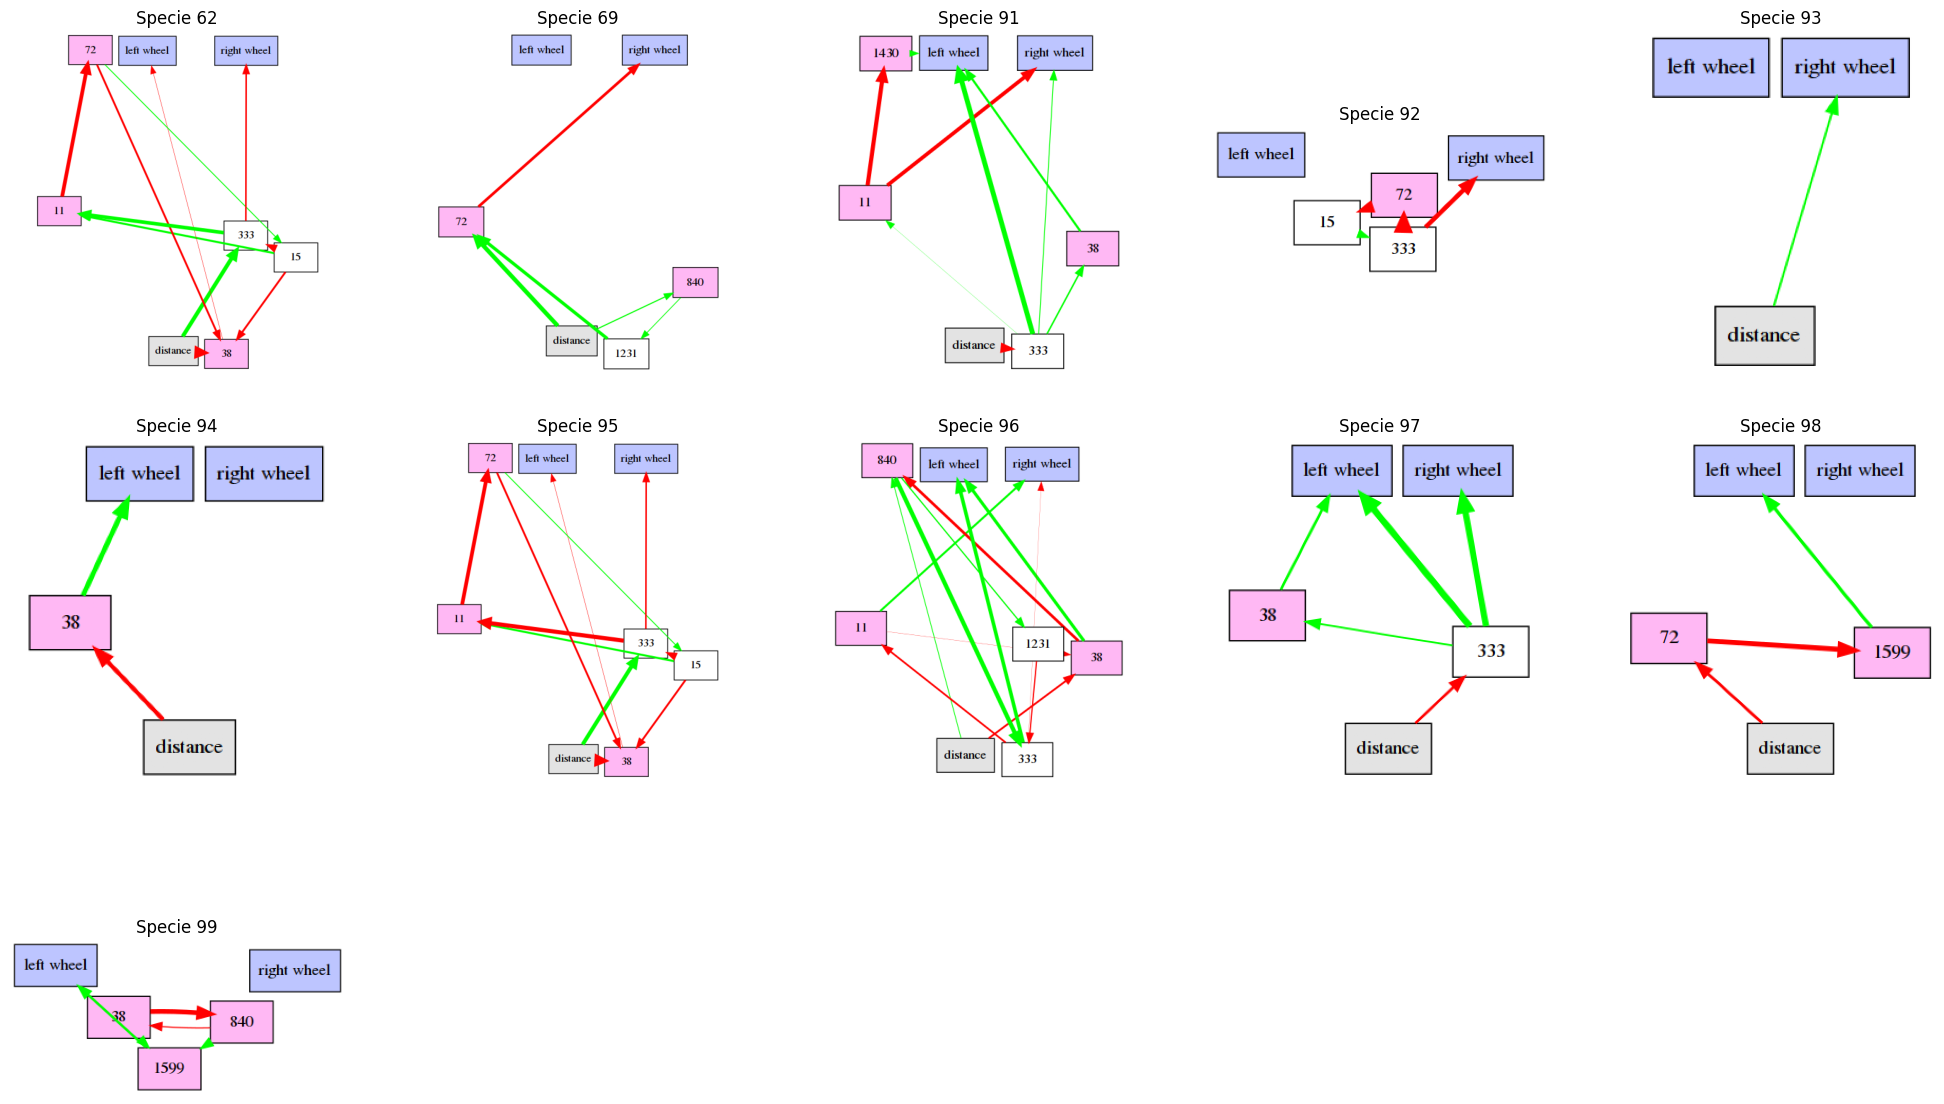 Specie 62
72
left wheel
right wheel
11
333
15
distance
38
Specie 69
left wheel
right wheel
72
840
distance
1231
Specie 91
1430
left wheel
right wheel
11
38
distance
333
Specie 92
left wheel
right wheel
72
15
333
Specie 93
left wheel
right wheel
distance
Specie 94
left wheel
right wheel
38
distance
Specie 95
72
left wheel
right wheel
11
333
15
distance
38
Specie 96
840
left wheel
right wheel
11
1231
38
distance
333
Specie 97
left wheel
right wheel
38
333
distance
Specie 98
left wheel
right wheel
72
1599
distance
Specie 99
left wheel
right wheel
38
840
1599